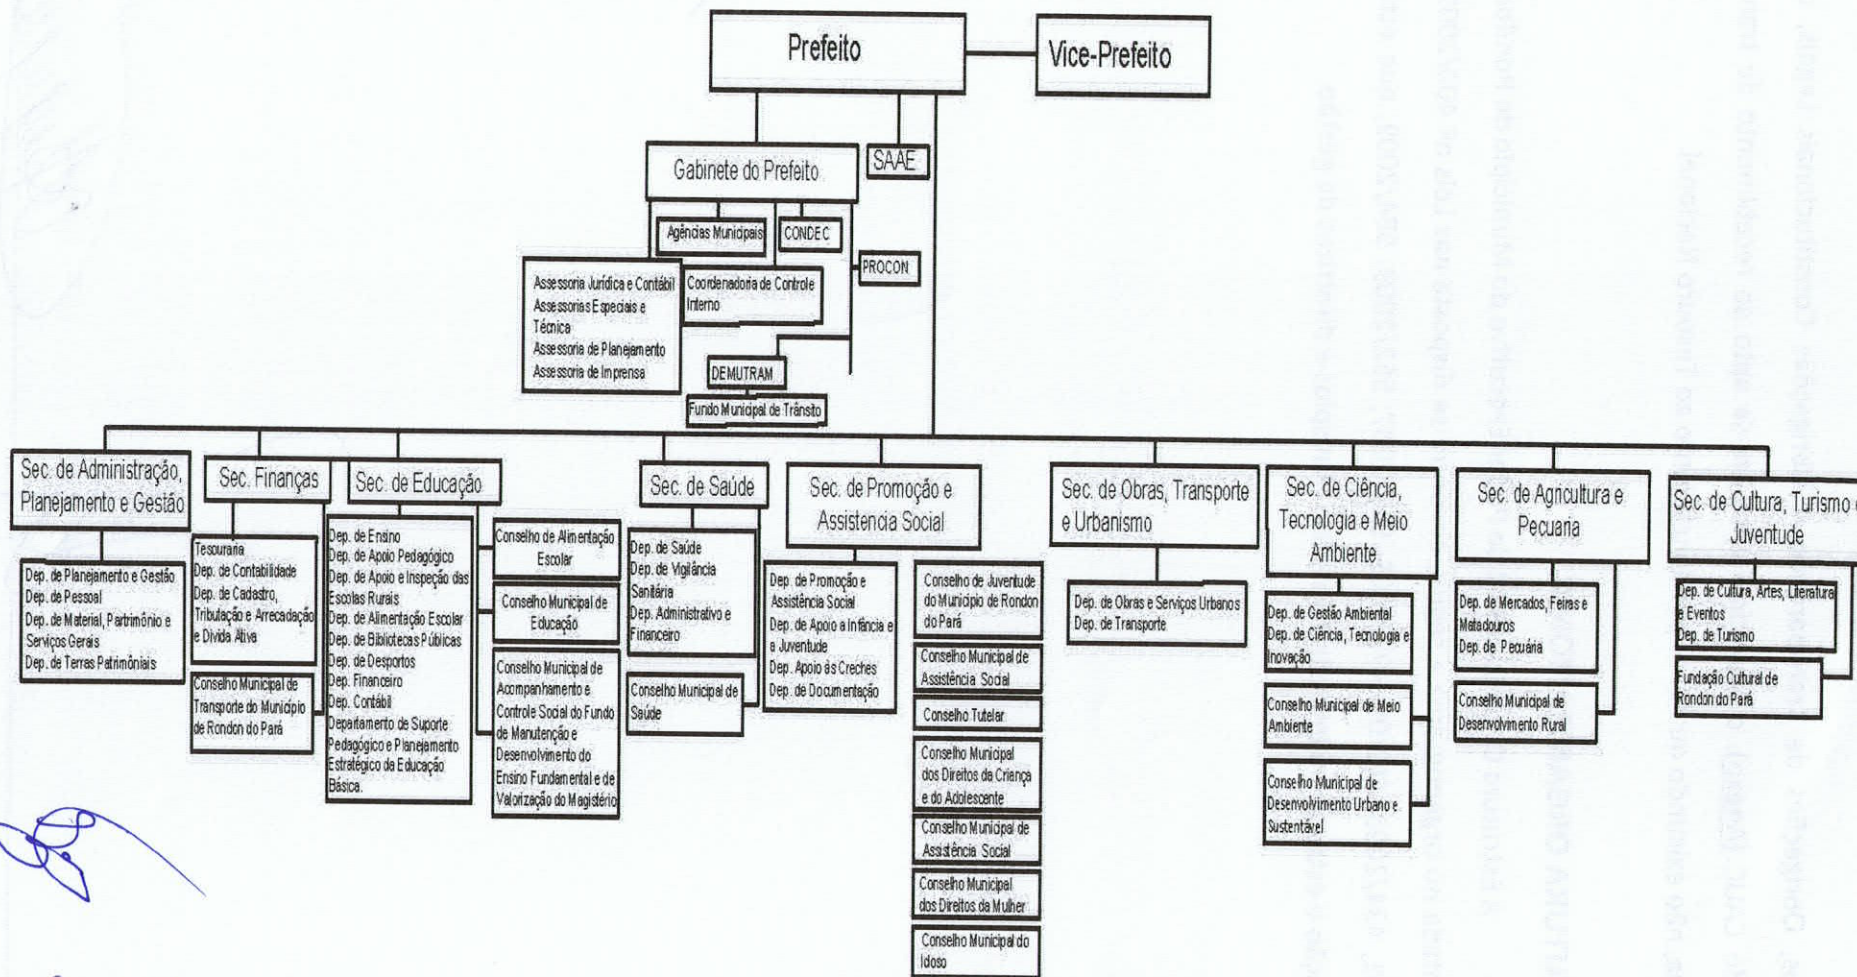 Prefeito
Vice-Prefeito
Gabinete do Prefeito
SAAE
Agências Municipais
CONDEC
PROCON
Assessoria Jurídica e Contábil
Assessorias Especiais e
Técnica
Assessoria de Planejamento
Assessoria de Imprensa
Coordenadoria de Controle
Interno
DEMUTRAM
Fundo Municipal de Trânsito
Sec. de Administração,
Planejamento e Gestão
Dep. de Planejamento e Gestão
Dep. de Pessoal
Dep. de Material, Partrimônio e
Serviços Gerais
Dep. de Terras Patrimôniais
Sec. Finanças
Tesouraria
Dep. de Contabilidade
Dep. de Cadastro,
Tributação e Arrecadação
e Divida Ativa
Conselho Municipal de
Transporte do Município
de Rondon do Pará
Sec. de Educação
Dep. de Ensino
Dep. de Apoio Pedagógico
Dep. de Apoio e Inspeção das
Escolas Rurais
Dep. de Alimentação Escolar
Dep. de Bibliotecas Públicas
Dep. de Desportos
Dep. Financeiro
Dep. Contábil
Departamento de Suporte
Pedagógico e Planejamento
Estratégico da Educação
Básica.
Conselho de Alimentação
Escolar
Conselho Municipal de
Educação
Conselho Municipal de
Acompanhamento e
Controle Social do Fundo
de Manutenção e
Desenvolvimento do
Ensino Fundamental e de
Valorização do Magistério
Sec. de Saúde
Dep. de Saúde
Dep. de Vigilância
Sanitária
Dep. Administrativo e
Financeiro
Conselho Municipal de
Saúde
Sec. de Promoção e
Assistencia Social
Dep. de Promoção e
Assistência Social
Dep. de Apoio a Infância e
a Juventude
Dep. Apoio às Creches
Dep. de Documentação
Conselho de Juventude
do Municipio de Rondon
do Pará
Conselho Municipal de
Assistência Social
Conselho Tutelar
Conselho Municipal
dos Direitos da Criança
e do Adolescente
Conselho Municipal de
Assistência Social
Conselho Municipal
dos Direitos da Mulher
Conselho Municipal do
Idoso
Sec. de Obras, Transporte
e Urbanismo
Dep. de Obras e Serviços Urbanos
Dep. de Transporte
Sec. de Ciência,
Tecnologia e Meio
Ambiente
Dep. de Gestão Ambiental
Dep. de Ciência, Tecnologia e
Inovação
Conselho Municipal de Meio
Ambiente
Conselho Municipal de
Desenvolvimento Urbano e
Sustentável
Sec. de Agricultura e
Pecuaria
Dep. de Mercados, Feiras e
Matadouros
Dep. de Pecuária
Conselho Municipal de
Desenvolvimento Rural
Sec. de Cultura, Turismo e
Juventude
Dep. de Cultura, Artes, Literatura
e Eventos
Dep. de Turismo
Fundação Cultural de
Rondon do Pará